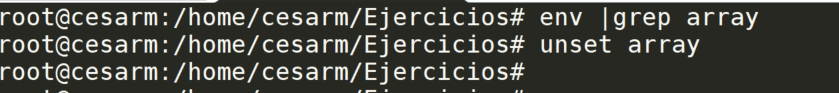 root@cesarm:/home/cesarm/Ejercicios# env |grep array
root@cesarm:/home/cesarm/Ejercicios# unset array
root@cesarm:/home/cesarm/Ejercicios#